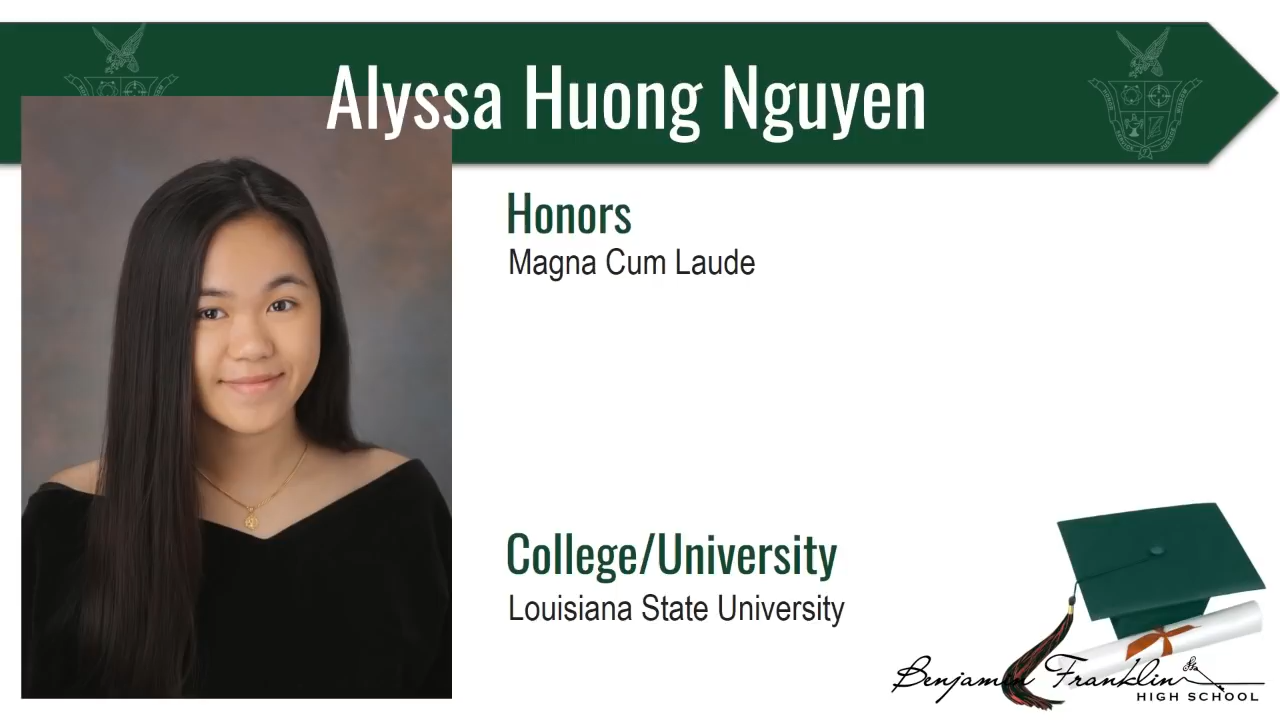 Alyssa Huong Nguyen
Honors
Magna Cum Laude
College/University
Louisiana State University
Benjamin Franklin
HIGH SCHOOL